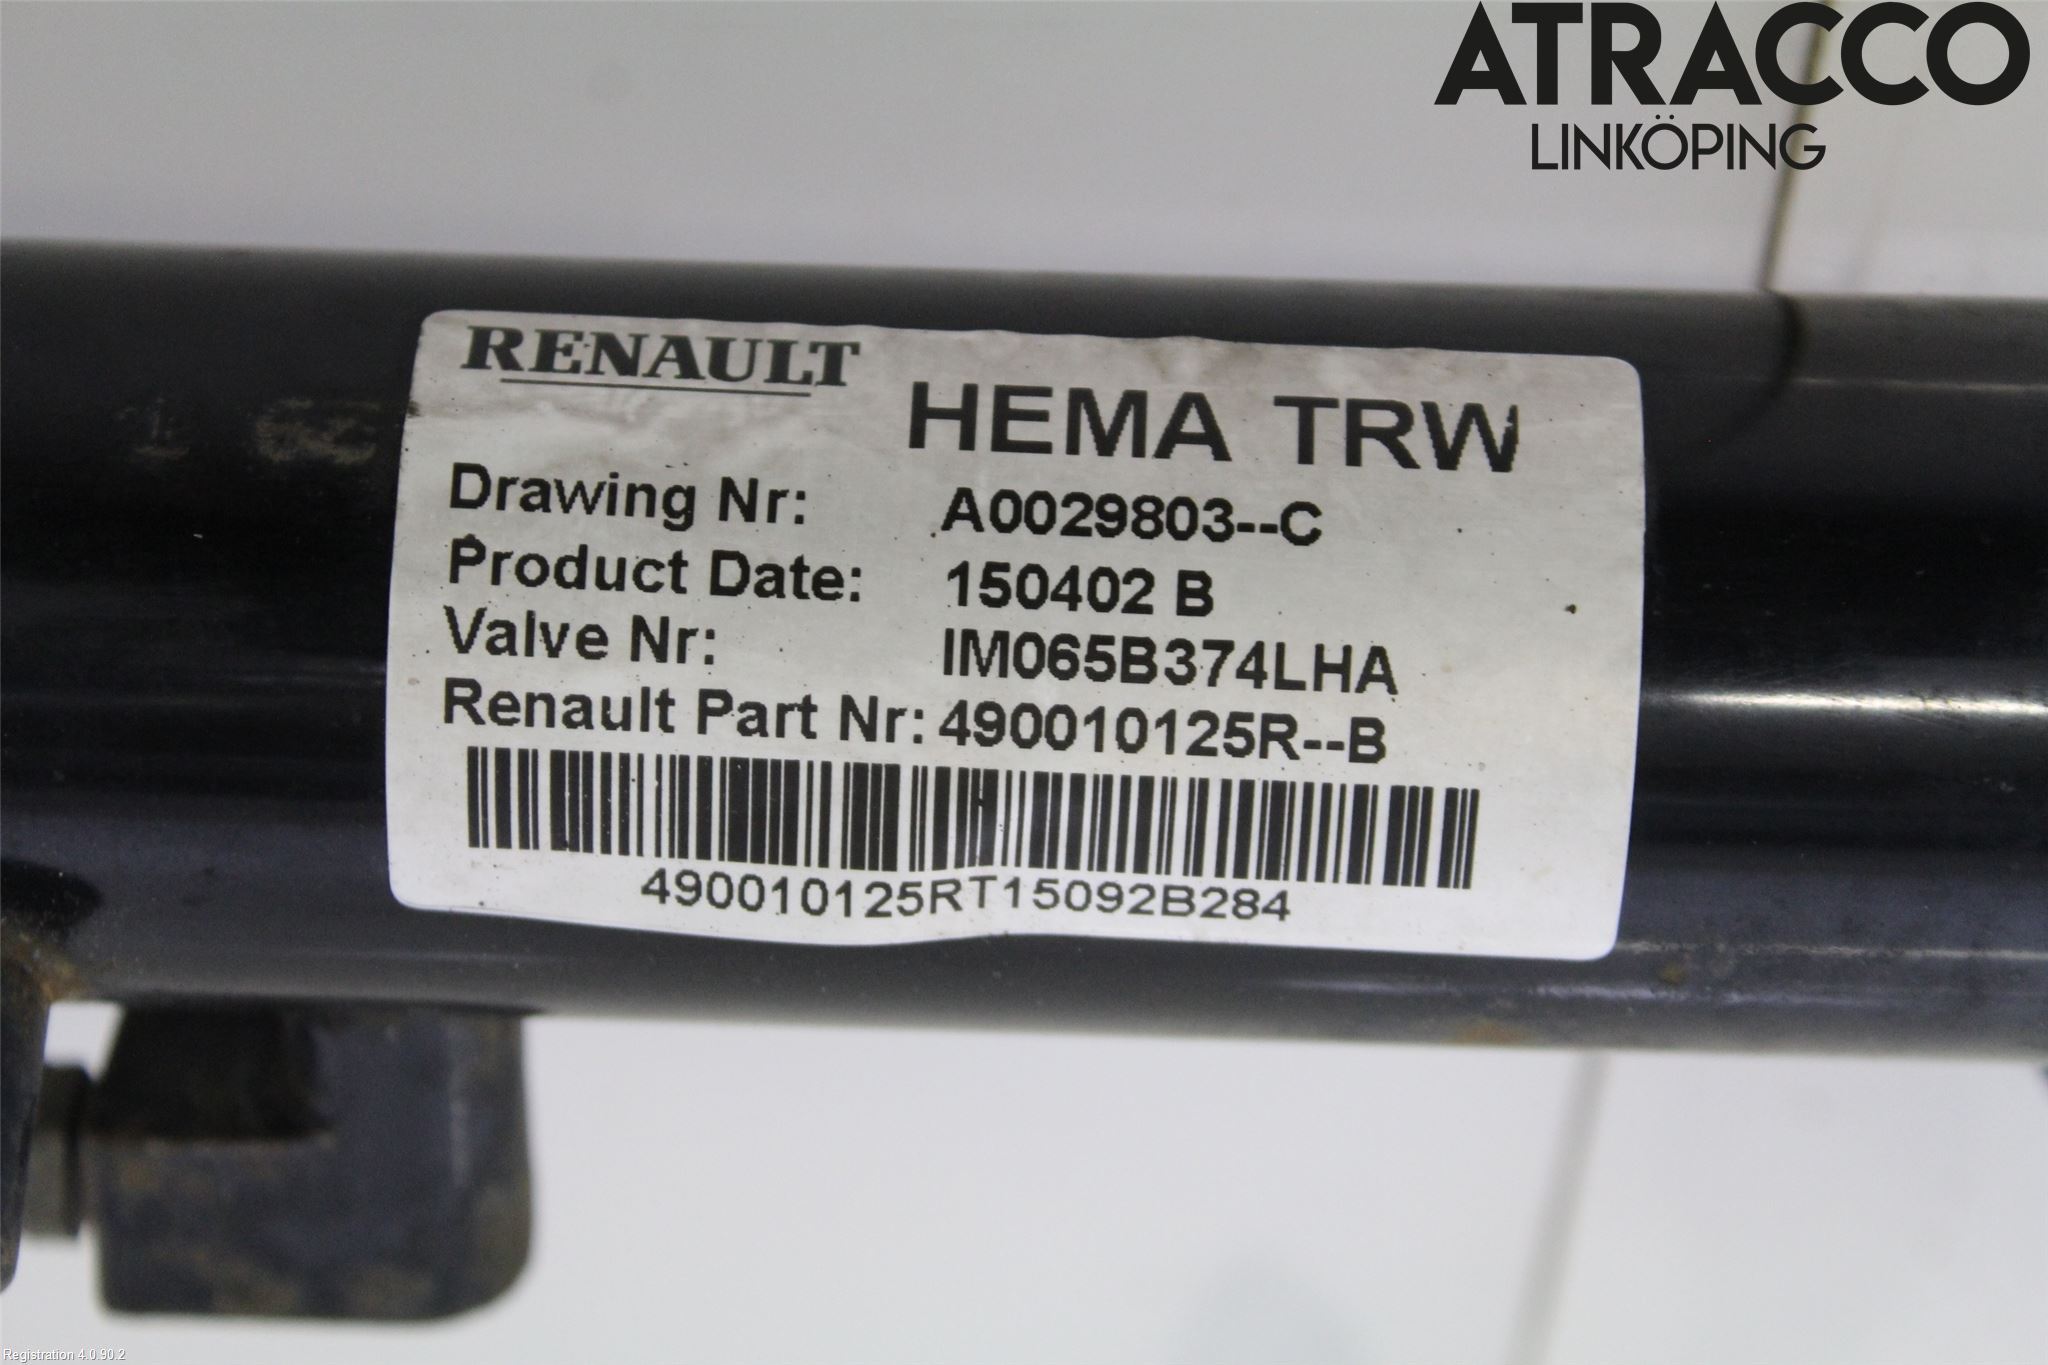 ATRACCO
LINKÖPING
RENAULT
HEMA TRW
Drawing Nr: A0029803--C
Product Date: 150402 B
Valve Nr: IM065B374LHA
Renault Part Nr: 490010125R--B
490010125RT15092B284
Registration 4.0.90.2